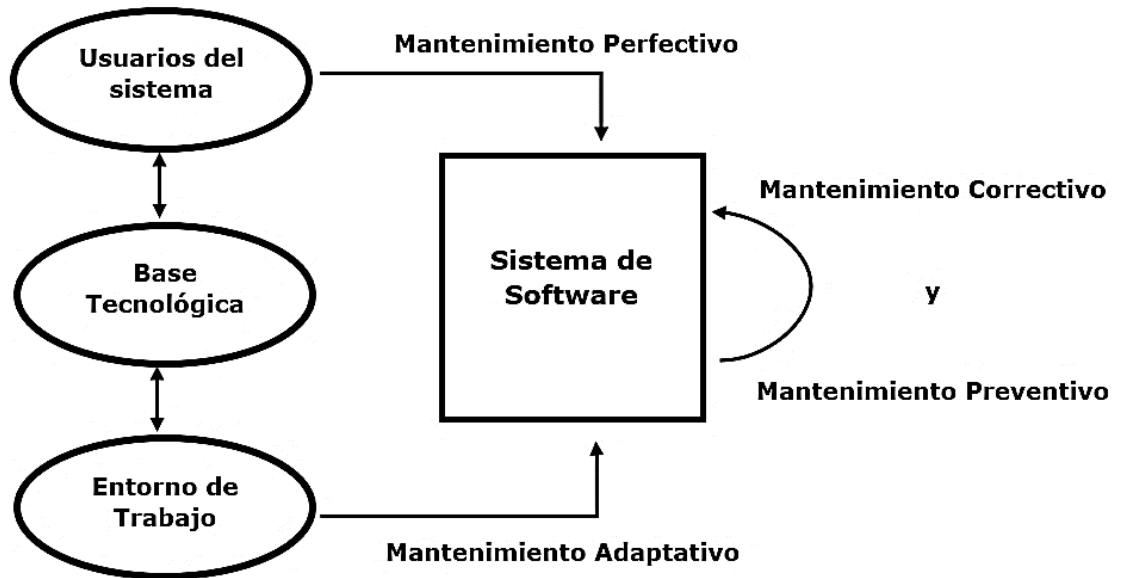 Usuarios del
sistema
Mantenimiento Perfectivo
Base
Tecnológica
Sistema de
Software
Mantenimiento Correctivo
y
Mantenimiento Preventivo
Entorno de
Trabajo
Mantenimiento Adaptativo